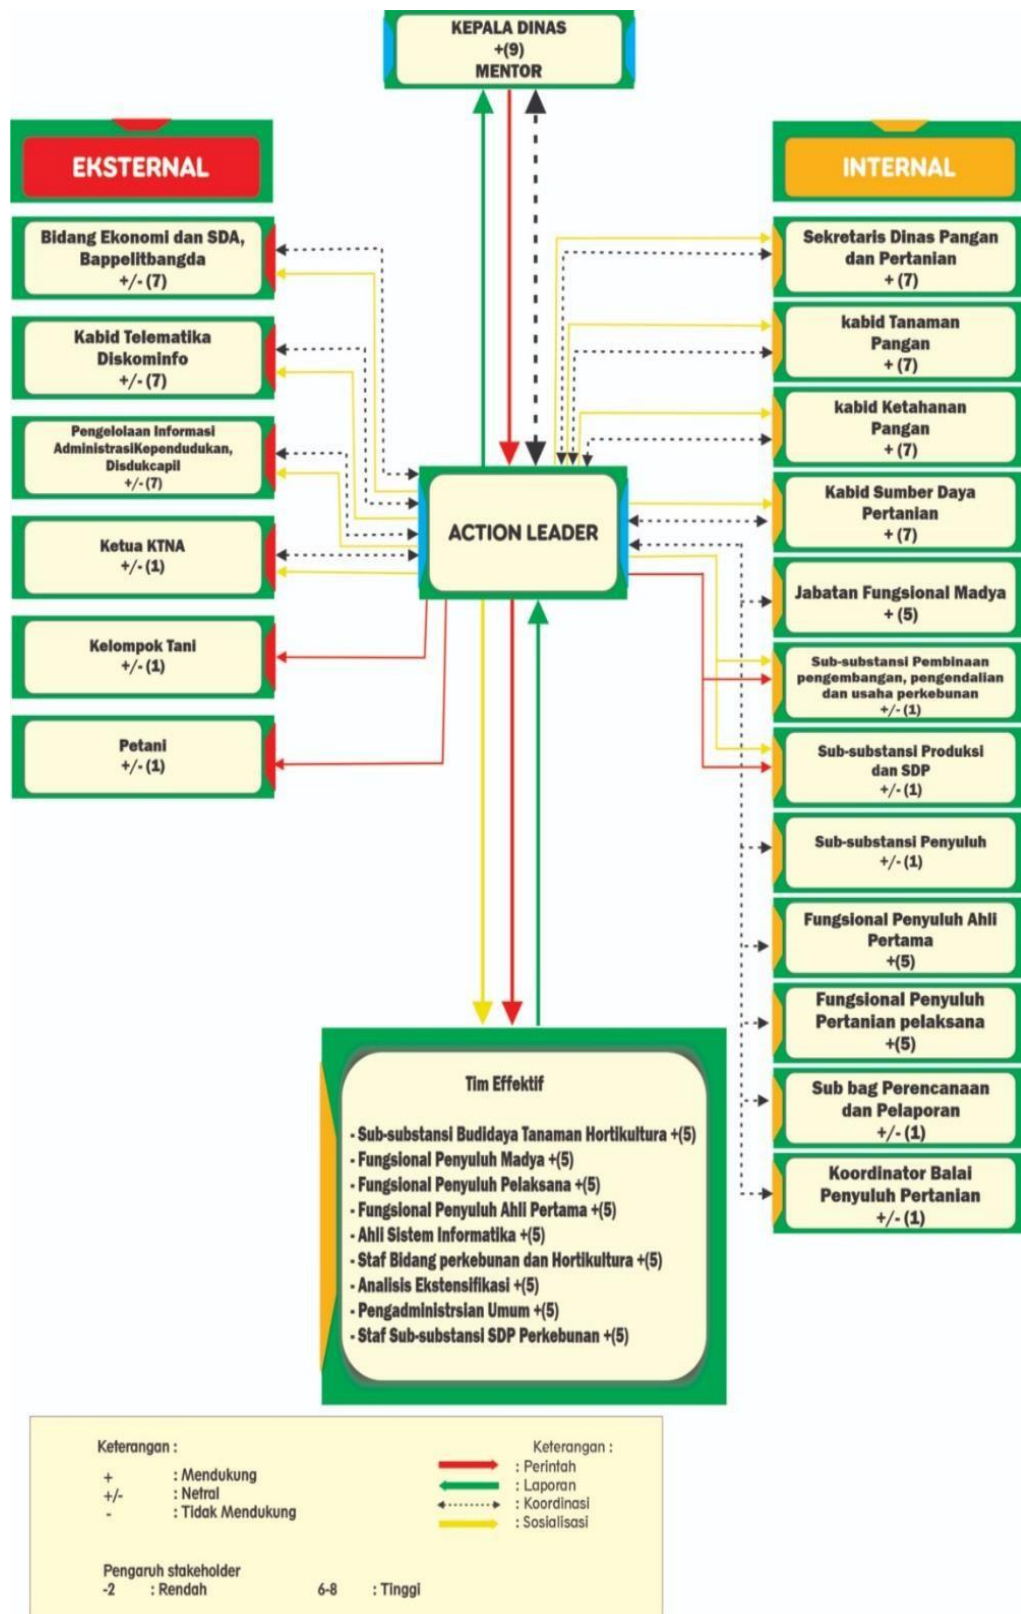 KEPALA DINAS
+(9)
MENTOR
EKSTERNAL
Bidang Ekonomi dan SDA,
Bappelitbangda
+/- (7)
Kabid Telematika
Diskominfo
+/- (7)
Pengelolaan Informasi
AdministrasiKependudukan,
Disdukcapil
+/- (7)
Ketua KTNA
+/- (1)
Kelompok Tani
+/- (1)
Petani
+/- (1)
ACTION LEADER
INTERNAL
Sekretaris Dinas Pangan
dan Pertanian
+ (7)
kabid Tanaman
Pangan
+ (7)
kabid Ketahanan
Pangan
+ (7)
Kabid Sumber Daya
Pertanian
+ (7)
Jabatan Fungsional Madya
+ (5)
Sub-substansi Pembinaan
pengembangan, pengendalian
dan usaha perkebunan
+/- (1)
Sub-substansi Produksi
dan SDP
+/- (1)
Sub-substansi Penyuluh
+/- (1)
Fungsional Penyuluh Ahli
Pertama
+(5)
Fungsional Penyuluh
Pertanian pelaksana
+(5)
Sub bag Perencanaan
dan Pelaporan
+/- (1)
Koordinator Balai
Penyuluh Pertanian
+/- (1)
Tim Effektif
- Sub-substansi Budidaya Tanaman Hortikultura +(5)
- Fungsional Penyuluh Madya +(5)
- Fungsional Penyuluh Pelaksana +(5)
- Fungsional Penyuluh Ahli Pertama +(5)
- Ahli Sistem Informatika +(5)
- Staf Bidang perkebunan dan Hortikultura +(5)
- Analisis Ekstensifikasi +(5)
- Pengadministrsian Umum +(5)
- Staf Sub-substansi SDP Perkebunan +(5)
Keterangan :
+ : Mendukung
+/- : Netral
- : Tidak Mendukung
Keterangan :
: Perintah
: Laporan
: Koordinasi
: Sosialisasi
Pengaruh stakeholder
-2 : Rendah 6-8 : Tinggi